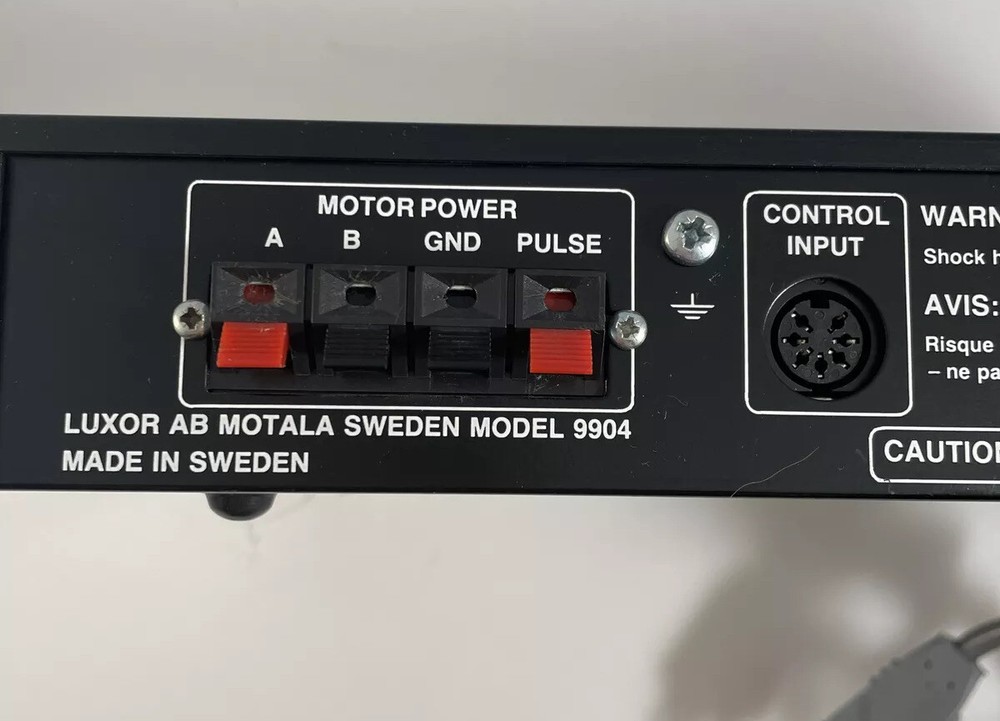 MOTOR POWER
A B GND PULSE
LUXOR AB MOTALA SWEDEN MODEL 9904
MADE IN SWEDEN
CONTROL
INPUT
WARN
Shock h
AVIS:
Risque
– ne pa
CAUTIO